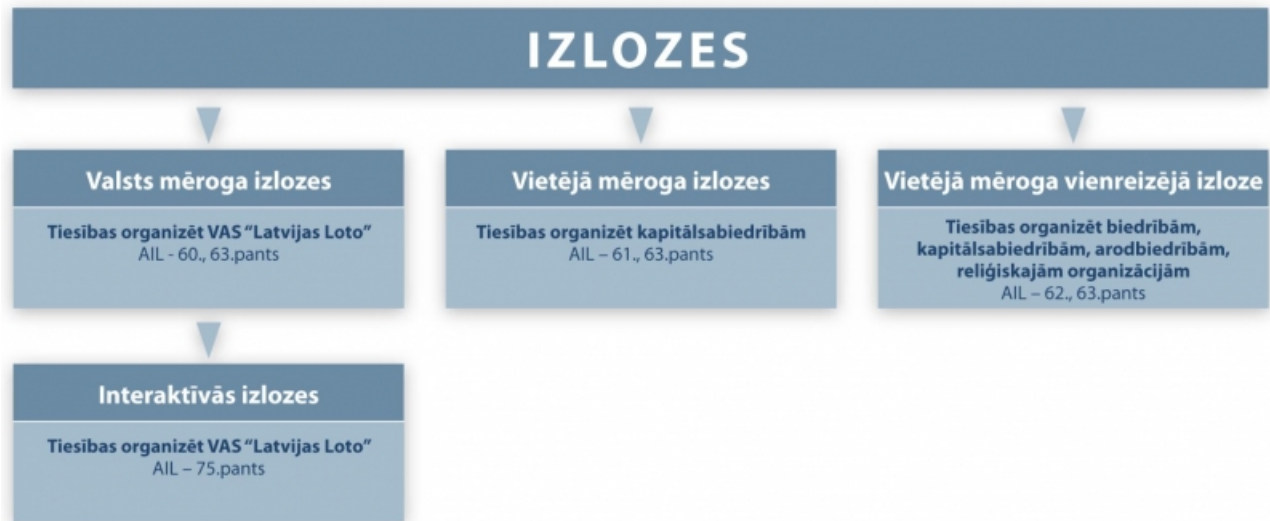 IZLOZES
Valsts mēroga izlozes
Tiesības organizēt VAS “Latvijas Loto”
AIL - 60., 63.pants
Vietējā mēroga izlozes
Tiesības organizēt kapitālsabiedrībām
AIL – 61., 63.pants
Vietējā mēroga vienreizējā izloze
Tiesības organizēt biedrībām,
kapitālsabiedrībām, arodbiedrībām,
reliģiskajām organizācijām
AIL – 62., 63.pants
Interaktīvās izlozes
Tiesības organizēt VAS “Latvijas Loto”
AIL – 75.pants